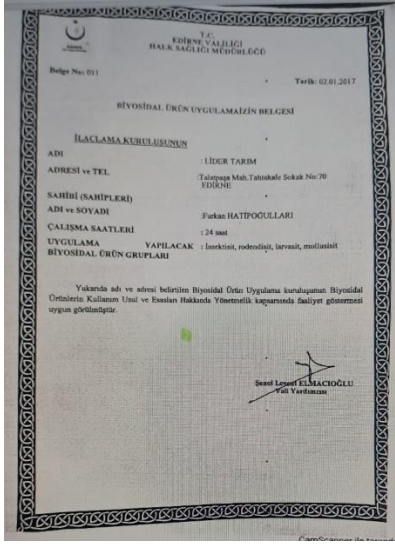 T.C.
EDİRNE VALİLİĞİ
HALK SAĞLIĞI MÜDÜRLÜĞÜ
Belge No: 011
Tarih: 02.01.2017
BİYOSİDAL ÜRÜN UYGULAMAİZİN BELGESİ
İLAÇLAMA KURULUŞUNUN
ADI : LİDER TARIM
ADRESİ ve TEL :Talatpaşa Mah.Tahtakale Sokak No:70
EDİRNE
SAHİBİ (SAHİPLERİ)
ADI ve SOYADI :Furkan HATİPOĞULLARI
ÇALIŞMA SAATLERİ : 24 saat
UYGULAMA YAPILACAK : İnsektisit, rodendisit, larvasit, mollusisit
BİYOSİDAL ÜRÜN GRUPLARI
Yukarıda adı ve adresi belirtilen Biyosidal Ürün Uygulama kuruluşunun Biyosidal
Ürünlerin Kullanım Usul ve Esasları Hakkında Yönetmelik kapsamında faaliyet göstermesi
uygun görülmüştür.
ELMACIOĞLU
Vali Yardımcısı
CamScanner ile